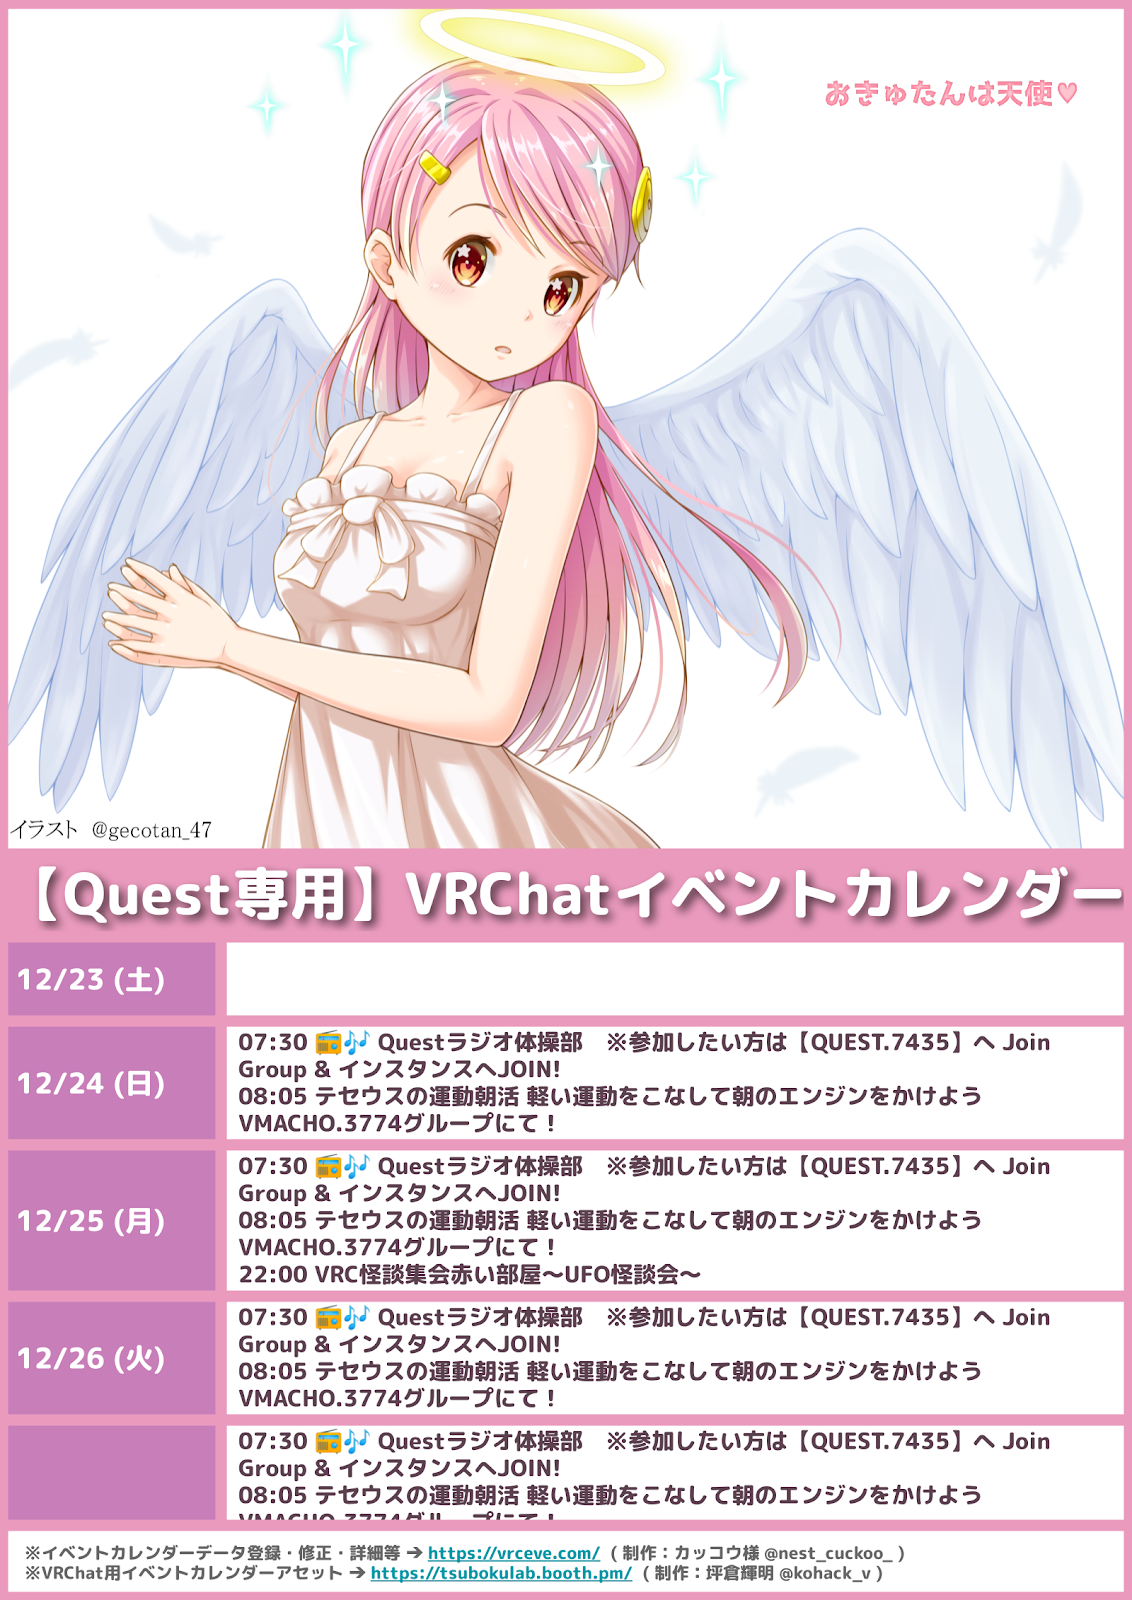 おきゅたんは天使♥
イラスト @gecotan_47
【Quest専用】VRChatイベントカレンダー
12/23 (土)
12/24 (日)
07:30 📻🎶 Questラジオ体操部　※参加したい方は【QUEST.7435】へ Join
Group & インスタンスへJOIN!
08:05 テセウスの運動朝活 軽い運動をこなして朝のエンジンをかけよう
VMACHO.3774グループにて！
12/25 (月)
07:30 📻🎶 Questラジオ体操部　※参加したい方は【QUEST.7435】へ Join
Group & インスタンスへJOIN!
08:05 テセウスの運動朝活 軽い運動をこなして朝のエンジンをかけよう
VMACHO.3774グループにて！
22:00 VRC怪談集会赤い部屋～UFO怪談会～
12/26 (火)
07:30 📻🎶 Questラジオ体操部　※参加したい方は【QUEST.7435】へ Join
Group & インスタンスへJOIN!
08:05 テセウスの運動朝活 軽い運動をこなして朝のエンジンをかけよう
VMACHO.3774グループにて！
07:30 📻🎶 Questラジオ体操部　※参加したい方は【QUEST.7435】へ Join
Group & インスタンスへJOIN!
08:05 テセウスの運動朝活 軽い運動をこなして朝のエンジンをかけよう
※イベントカレンダーデータ登録・修正・詳細等 ➔ https://vrceve.com/ ( 制作：カッコウ様 @nest_cuckoo_ )
※VRChat用イベントカレンダーアセット ➔ https://tsubokulab.booth.pm/ ( 制作：坪倉輝明 @kohack_v )